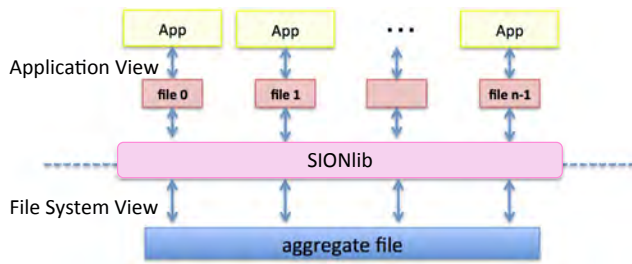 App App ••• App
Application View
file 0 file 1 file n-1
SIONlib
File System View
aggregate file